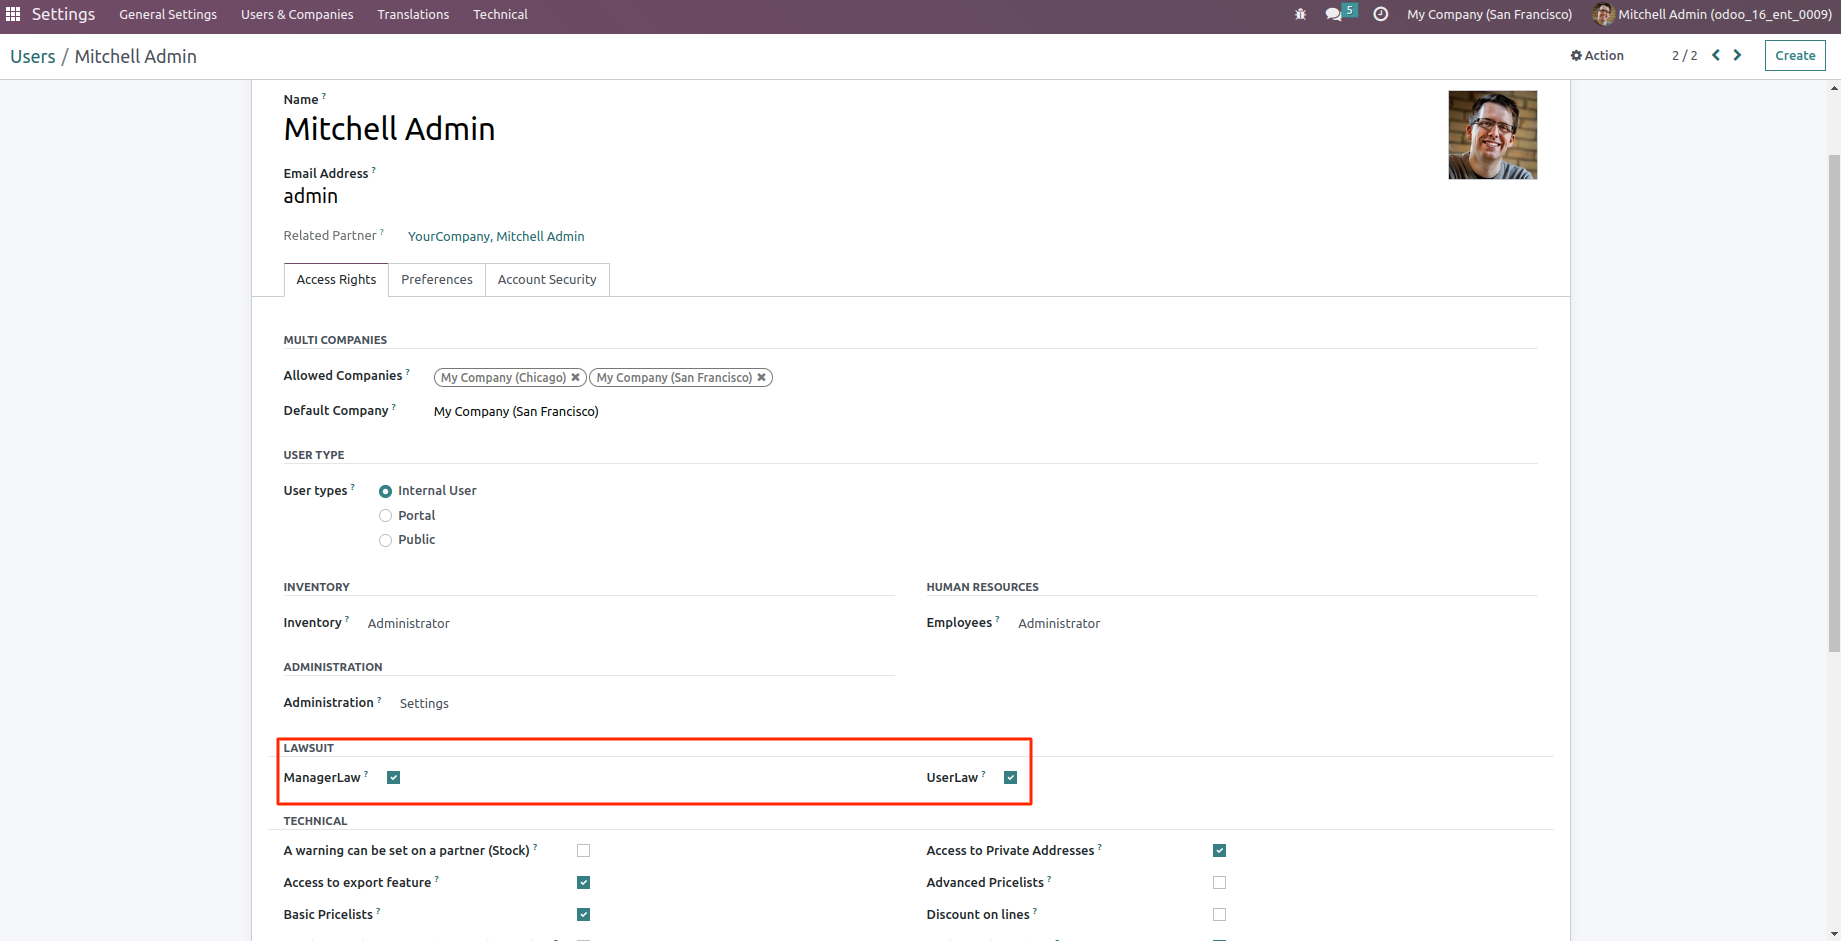 Settings General Settings Users & Companies Translations Technical 5 My Company (San Francisco) Mitchell Admin (odoo_16_ent_0009)
Users / Mitchell Admin Action 2 / 2 Create
Name ?
Mitchell Admin
Email Address ?
admin
Related Partner ? YourCompany, Mitchell Admin
Access Rights Preferences Account Security
MULTI COMPANIES
Allowed Companies ? My Company (Chicago) ✖ My Company (San Francisco) ✖
Default Company ? My Company (San Francisco)
USER TYPE
User types ? Internal User
Portal
Public
INVENTORY HUMAN RESOURCES
Inventory ? Administrator Employees ? Administrator
ADMINISTRATION
Administration ? Settings
LAWSUIT
ManagerLaw ? UserLaw ?
TECHNICAL
A warning can be set on a partner (Stock) ? Access to Private Addresses ?
Access to export feature ? Advanced Pricelists ?
Basic Pricelists ? Discount on lines ?